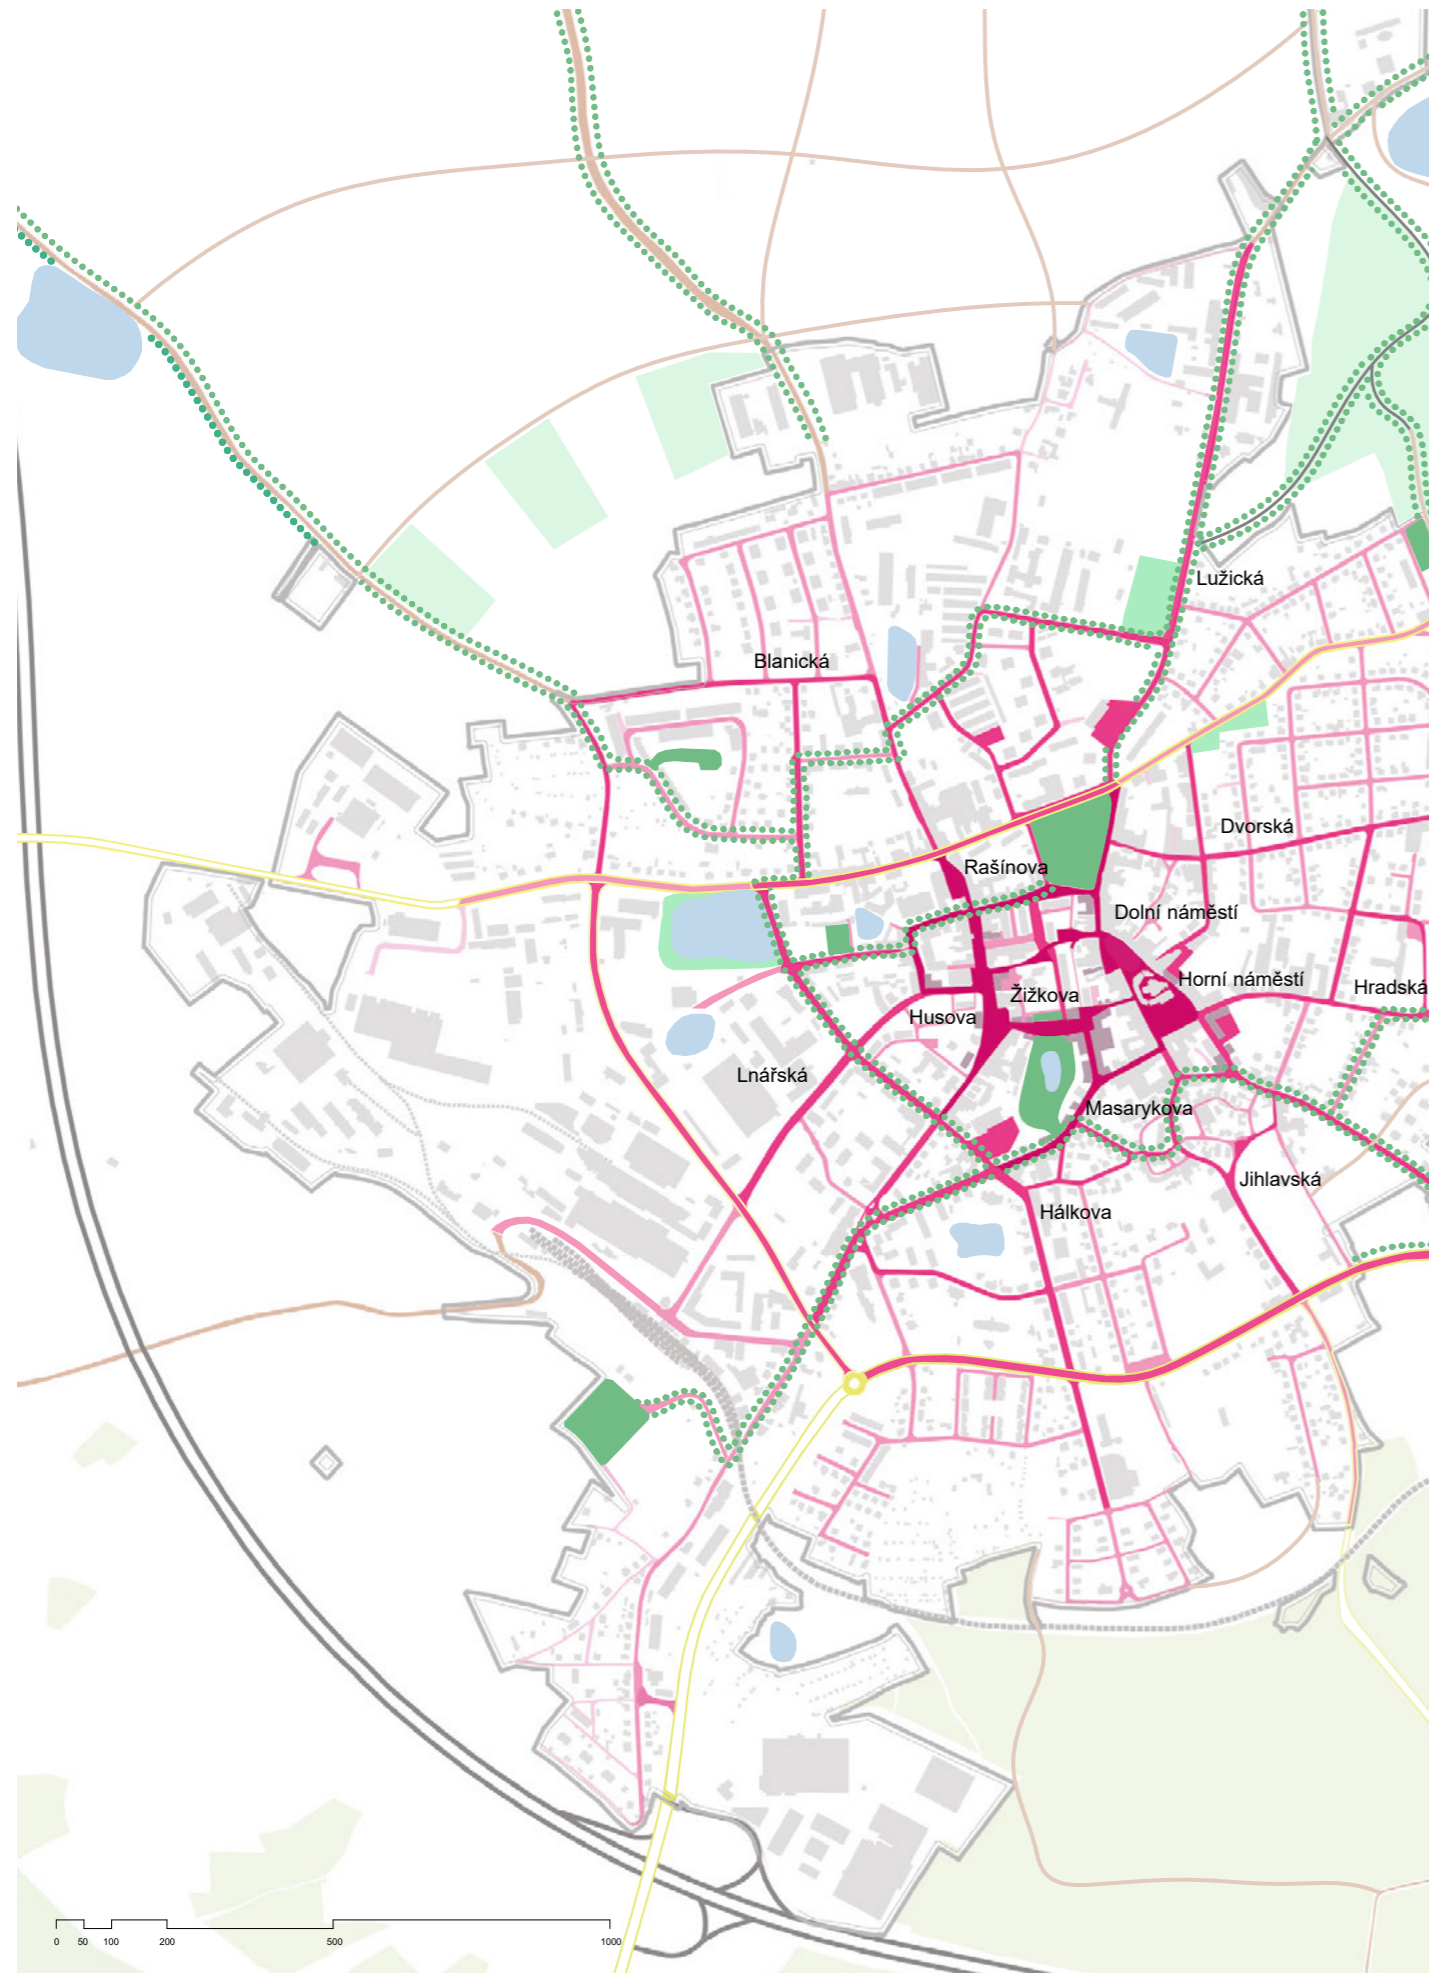 Lužická
Blanická
Dvorská
Rašínova
Dolní náměstí
Horní náměstí
Žižkova
Hradská
Husova
Lnářská
Masarykova
Jihlavská
Hálkova
0 50 100 200 500 1000